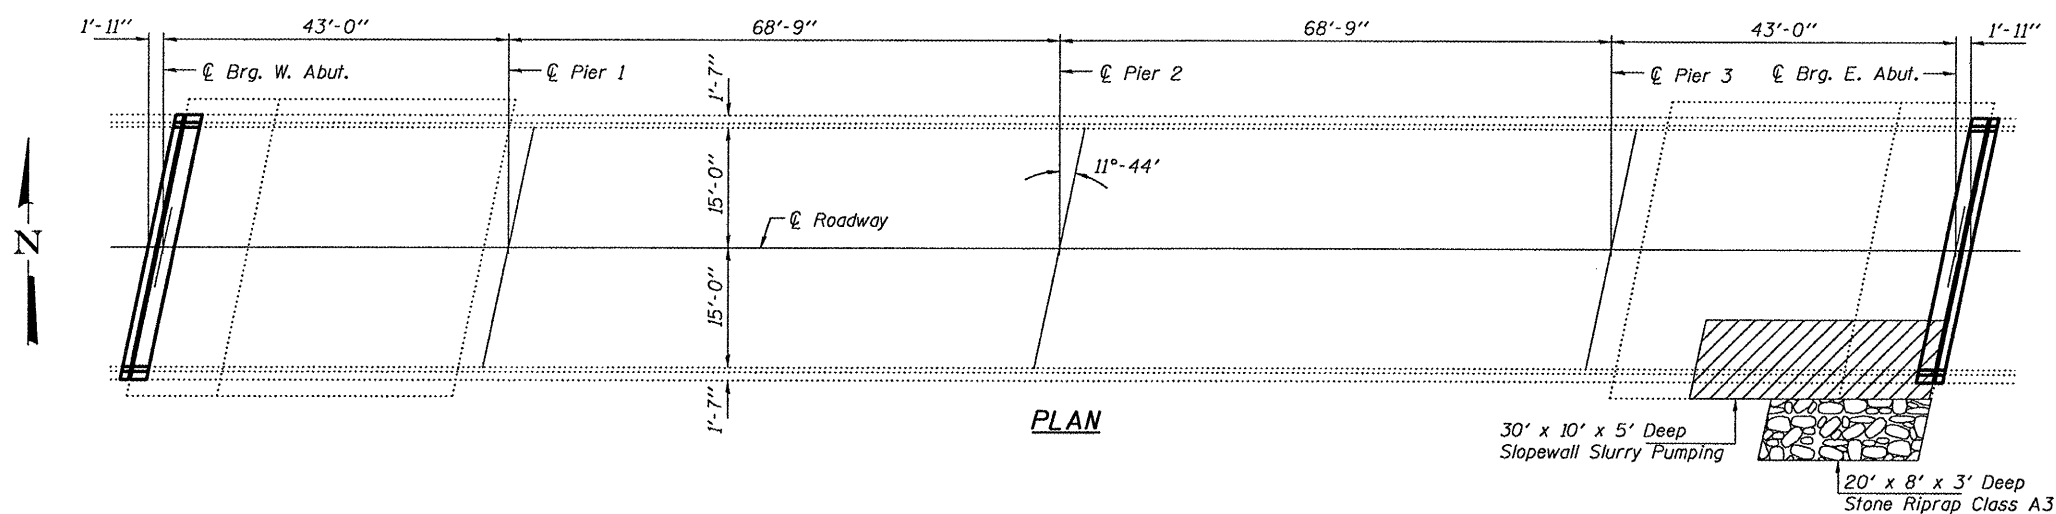 1'-11"
43'-0"
68'-9"
68'-9"
43'-0"
1'-11"
℄ Brg. W. Abut.
℄ Pier 1
℄ Pier 2
℄ Pier 3
℄ Brg. E. Abut.
1'-7"
15'-0"
11°-44'
℄ Roadway
N
15'-0"
1'-7"
PLAN
30' x 10' x 5' Deep
Slopewall Slurry Pumping
20' x 8' x 3' Deep
Stone Riprap Class A3